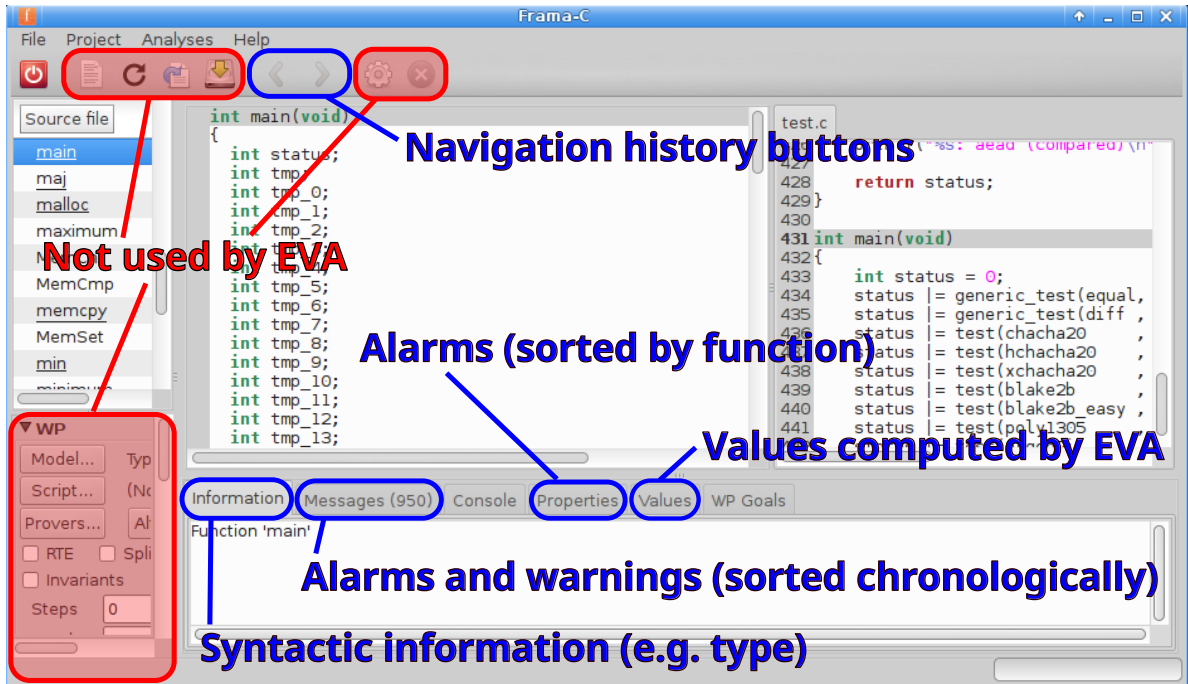 Frama-C
File Project Analyses Help
Source file
main
maj
malloc
maximum
MemCmp
memcpy
MemSet
min
minimum
WP
Model...
Script...
Provers...
RTE
Invariants
Steps 0
int main(void)
{
int status;
int tmp;
int tmp_0;
int tmp_1;
int tmp_2;
int
int tmp_4;
int tmp_5;
int tmp_6;
int tmp_7;
int tmp_8;
int tmp_9;
int tmp_10;
int tmp_11;
int tmp_12;
int tmp_13;
test.c
("%s: aead (compared)\n"
427
428 return status;
429 }
430
431 int main(void)
432 {
433 int status = 0;
434 status |= generic_test(equal,
435 status |= generic_test(diff ,
436 status |= test(chacha20 ,
437 status |= test(hchacha20 ,
438 status |= test(xchacha20 ,
439 status |= test(blake2b ,
440 status |= test(blake2b_easy ,
441 status |= test(poly1305
Information Messages (950) Console Properties Values WP Goals
Function 'main'
Navigation history buttons
Not used by EVA
Alarms (sorted by function)
Values computed by EVA
Alarms and warnings (sorted chronologically)
Syntactic information (e.g. type)